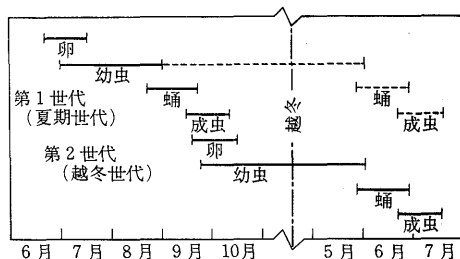 卵
幼虫
第1世代
(夏期世代)
蛹
蛹
成虫
成虫
越冬
卵
第2世代
(越冬世代)
幼虫
蛹
成虫
6月 7月 8月 9月 10月 5月 6月 7月